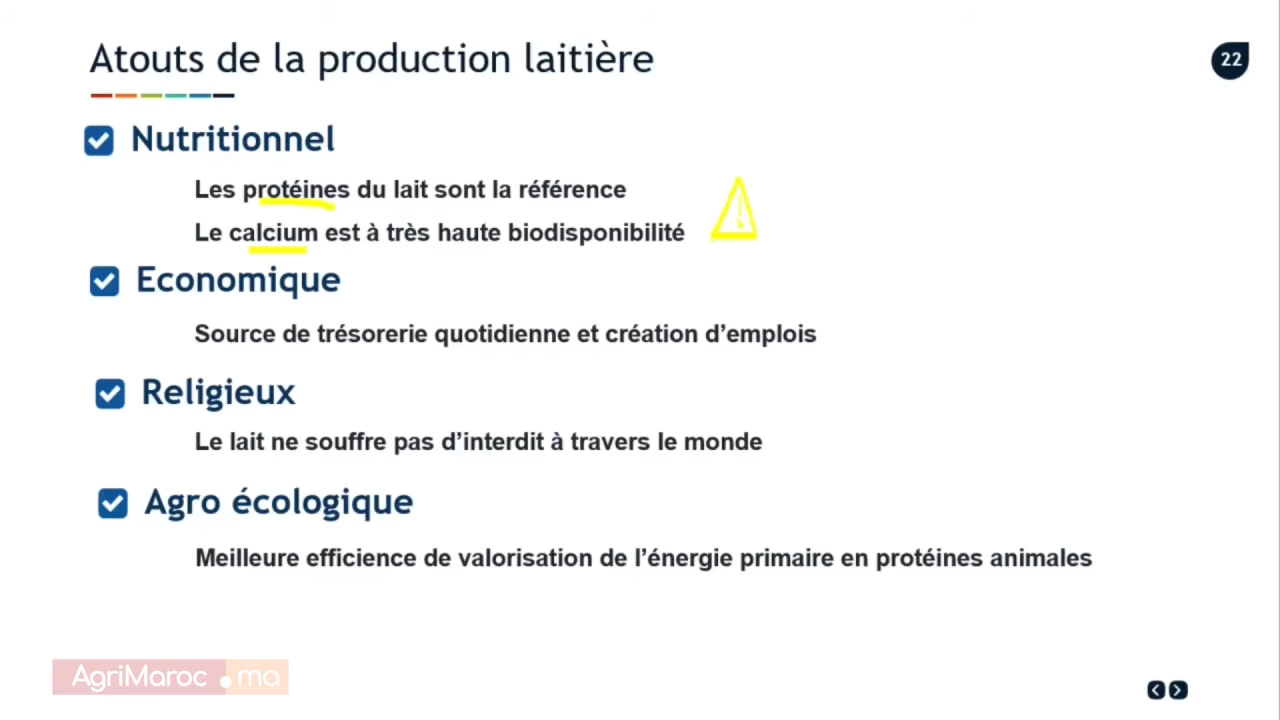 Atouts de la production laitière
22
Nutritionnel
Les protéines du lait sont la référence
Le calcium est à très haute biodisponibilité
Economique
Source de trésorerie quotidienne et création d’emplois
Religieux
Le lait ne souffre pas d’interdit à travers le monde
Agro écologique
Meilleure efficience de valorisation de l’énergie primaire en protéines animales
AgriMaroc.ma